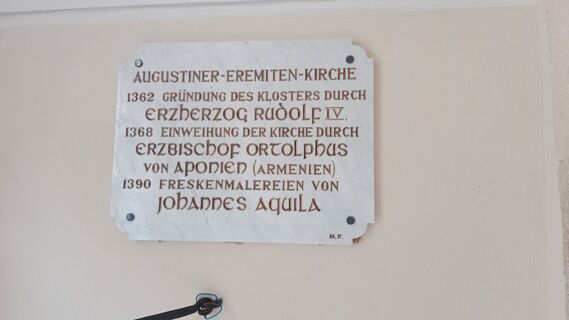 AUGUSTINER-EREMITEN-KIRCHE
1362 GRÜNDUNG DES KLOSTERS DURCH
ERZHERZOG RUDOLF IV.
1368 EINWEIHUNG DER KIRCHE DURCH
ERZBISCHOF ORTOLPHUS
VON APONIEN (ARMENIEN)
1390 FRESKENMALEREIEN VON
JOHANNES AQUILA
M.F.